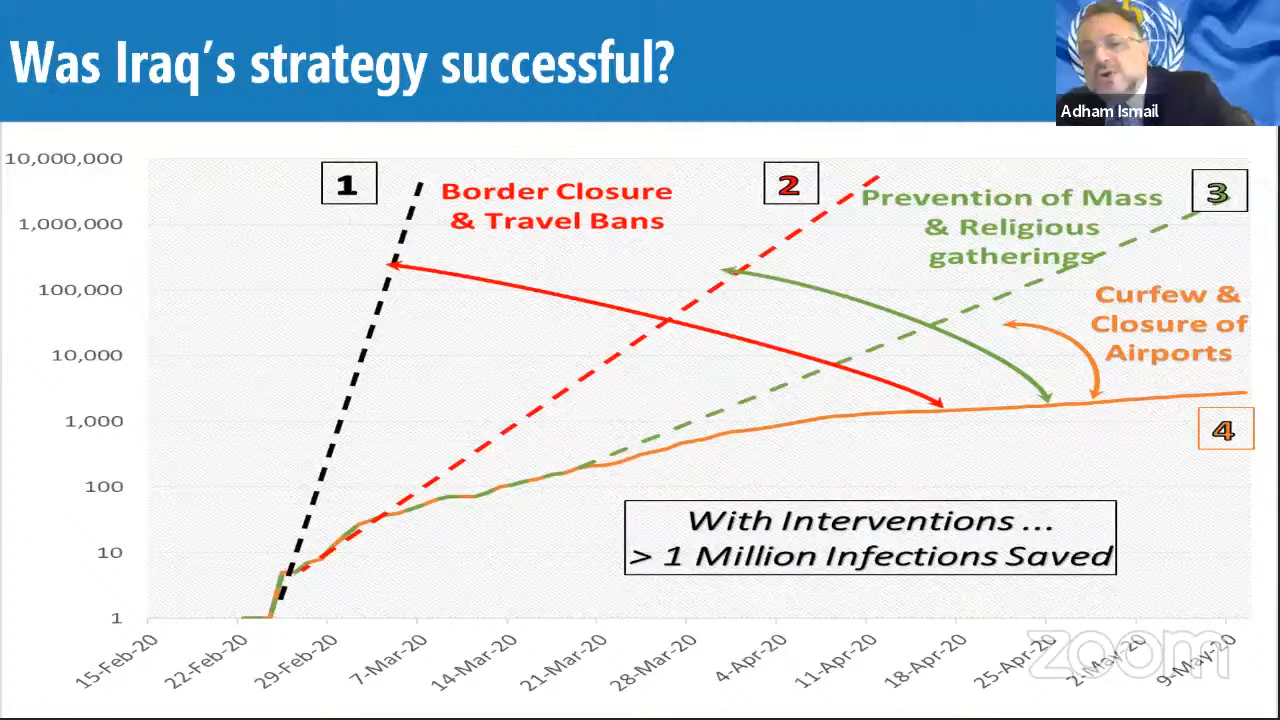 Was Iraq's strategy successful?
Adham Ismail
10,000,000
1,000,000
100,000
10,000
1,000
100
10
1
1
Border Closure
& Travel Bans
2
Prevention of Mass
& Religious
gatherings
3
Curfew &
Closure of
Airports
4
With Interventions ...
> 1 Million Infections Saved
15-Feb-20
22-Feb-20
29-Feb-20
7-Mar-20
14-Mar-20
21-Mar-20
28-Mar-20
4-Apr-20
11-Apr-20
18-Apr-20
25-Apr-20
2-May-20
9-May-20
zoom